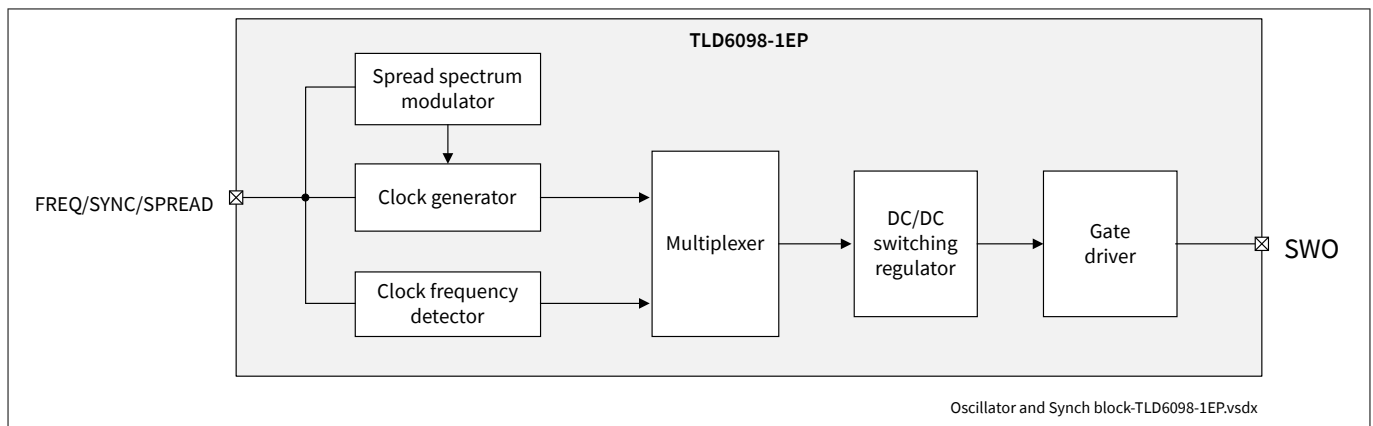 TLD6098-1EP
Spread spectrum
modulator
FREQ/SYNC/SPREAD
Clock generator
Clock frequency
detector
Multiplexer
DC/DC
switching
regulator
Gate
driver
SWO
Oscillator and Synch block-TLD6098-1EP.vsdx